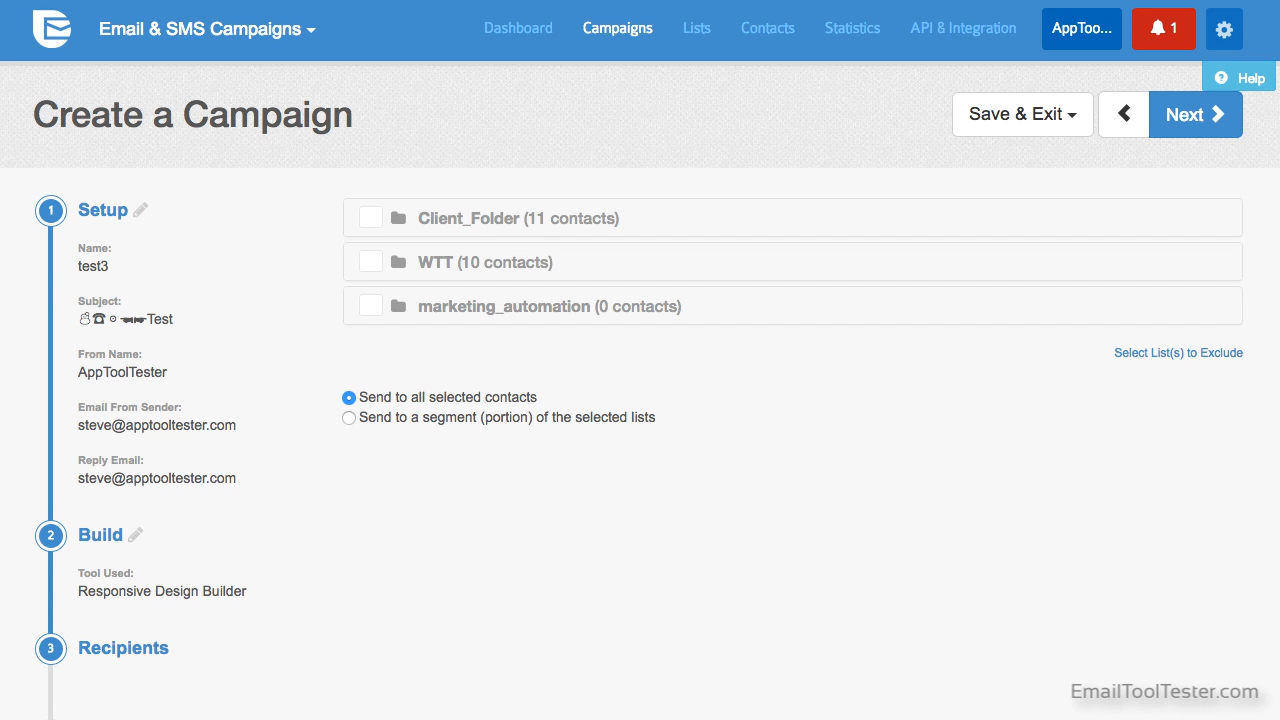 Email & SMS Campaigns
Dashboard
Campaigns
Lists
Contacts
Statistics
API & Integration
AppToo...
1
Help
Create a Campaign
Save & Exit
Next
1 Setup
Name:
test3
Subject:
☃☎☉🕶Test
From Name:
AppToolTester
Email From Sender:
steve@apptooltester.com
Reply Email:
steve@apptooltester.com
2 Build
Tool Used:
Responsive Design Builder
3 Recipients
Client_Folder (11 contacts)
WTT (10 contacts)
marketing_automation (0 contacts)
Select List(s) to Exclude
Send to all selected contacts
Send to a segment (portion) of the selected lists
EmailToolTester.com